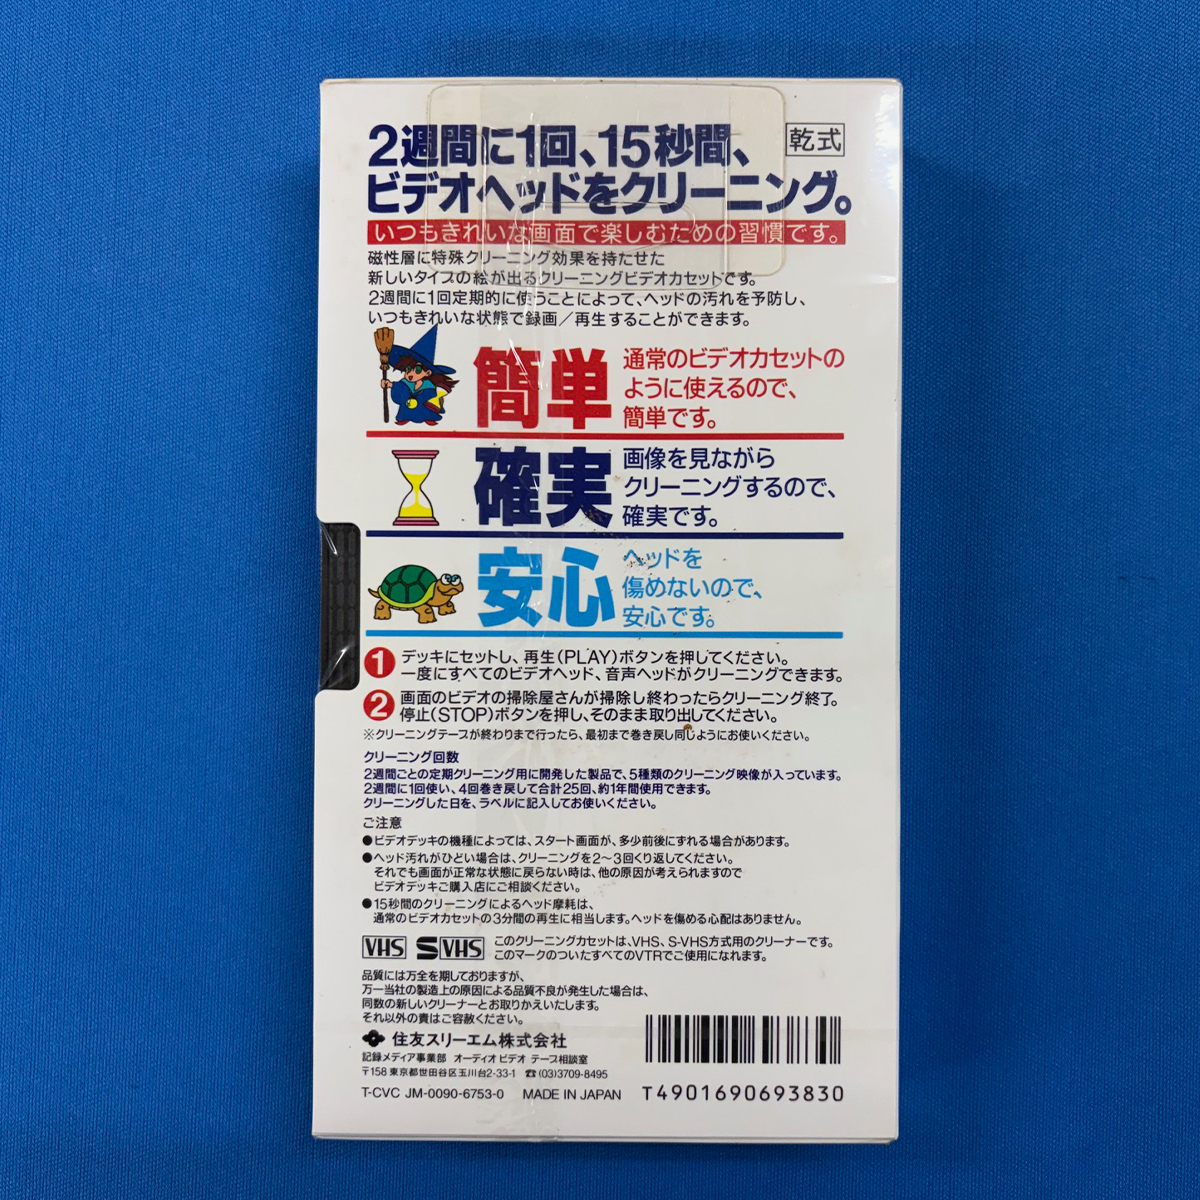 2週間に1回、15秒間、
乾式
ビデオヘッドをクリーニング。
いつもきれいな画面で楽しむための習慣です。
磁性層に特殊クリーニング効果を持たせた
新しいタイプの絵が出るクリーニングビデオカセットです。
2週間に1回定期的に使うことによって、ヘッドの汚れを予防し、
いつもきれいな状態で録画／再生することができます。
簡単
通常のビデオカセットの
ように使えるので、
簡単です。
確実
画像を見ながら
クリーニングするので、
確実です。
安心
ヘッドを
傷めないので、
安心です。
1 デッキにセットし、再生(PLAY)ボタンを押してください。
一度にすべてのビデオヘッド、音声ヘッドがクリーニングできます。
2 画面のビデオの掃除屋さんが掃除し終わったらクリーニング終了。
停止(STOP)ボタンを押し、そのまま取り出してください。
※クリーニングテープが終わりまで行ったら、最初まで巻き戻し同じようにお使いください。
クリーニング回数
2週間ごとの定期クリーニング用に開発した製品で、5種類のクリーニング映像が入っています。
2週間に1回使い、4回巻き戻して合計25回、約1年間使用できます。
クリーニングした日を、ラベルに記入してお使いください。
ご注意
●ビデオデッキの機種によっては、スタート画面が、多少前後にずれる場合があります。
●ヘッド汚れがひどい場合は、クリーニングを2〜3回くり返してください。
それでも画面が正常な状態に戻らない時は、他の原因が考えられますので
ビデオデッキご購入店にご相談ください。
●15秒間のクリーニングによるヘッド摩耗は、
通常のビデオカセットの3分間の再生に相当します。ヘッドを傷める心配はありません。
VHS S VHS
このクリーニングカセットは、VHS、S-VHS方式用のクリーナーです。
このマークのついたすべてのVTRでご使用になれます。
品質には万全を期しておりますが、
万一当社の製造上の原因による品質不良が発生した場合は、
同数の新しいクリーナーとお取りかえいたします。
それ以外の責はご容赦ください。
住友スリーエム株式会社
記録メディア事業部 オーディオ ビデオ テープ相談室
〒158 東京都世田谷区玉川台2-33-1 ☎(03)3709-8495
T-CVC JM-0090-6753-0 MADE IN JAPAN
T4901690693830